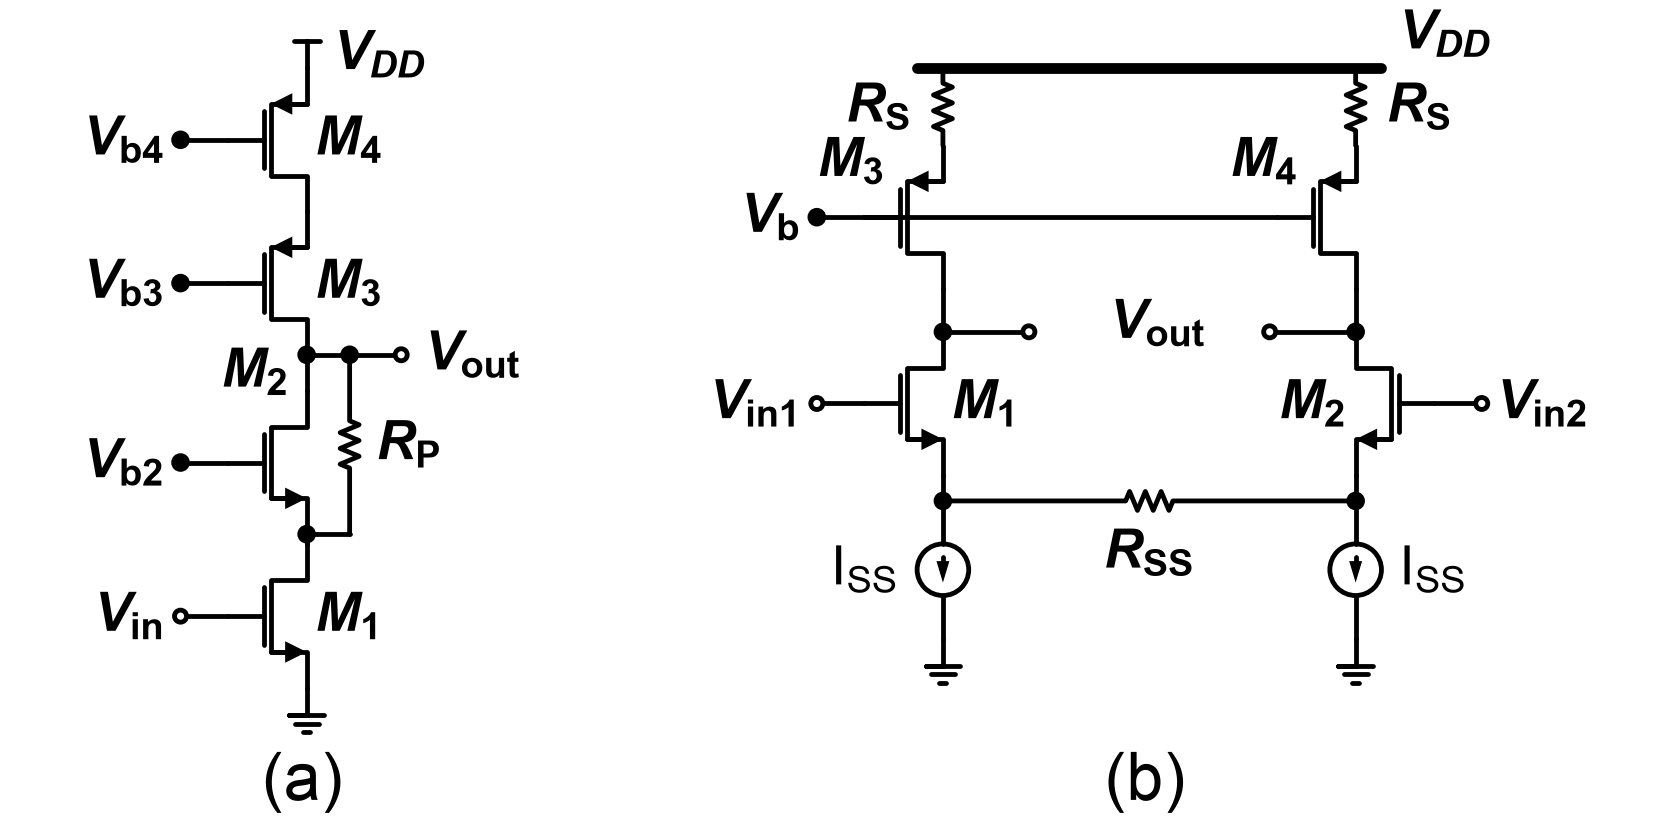 VDD
Vb4
M4
Vb3
M3
M2
Vout
RP
Vb2
Vin
M1
(a)
VDD
RS
RS
M3
M4
Vb
Vout
Vin1
M1
M2
Vin2
RSS
ISS
ISS
(b)